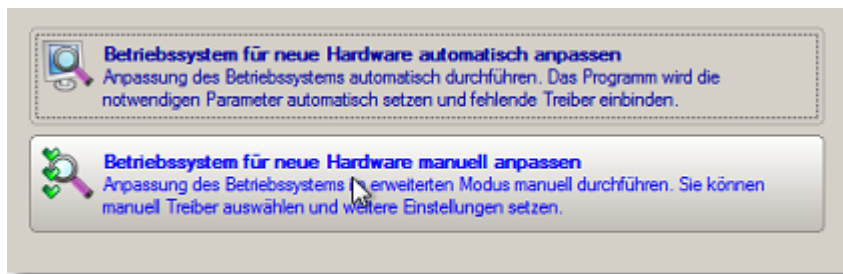 Betriebssystem für neue Hardware automatisch anpassen
Anpassung des Betriebssystems automatisch durchführen. Das Programm wird die
notwendigen Parameter automatisch setzen und fehlende Treiber einbinden.
Betriebssystem für neue Hardware manuell anpassen
Anpassung des Betriebssystems erweiterten Modus manuell durchführen. Sie können
manuell Treiber auswählen und weitere Einstellungen setzen.